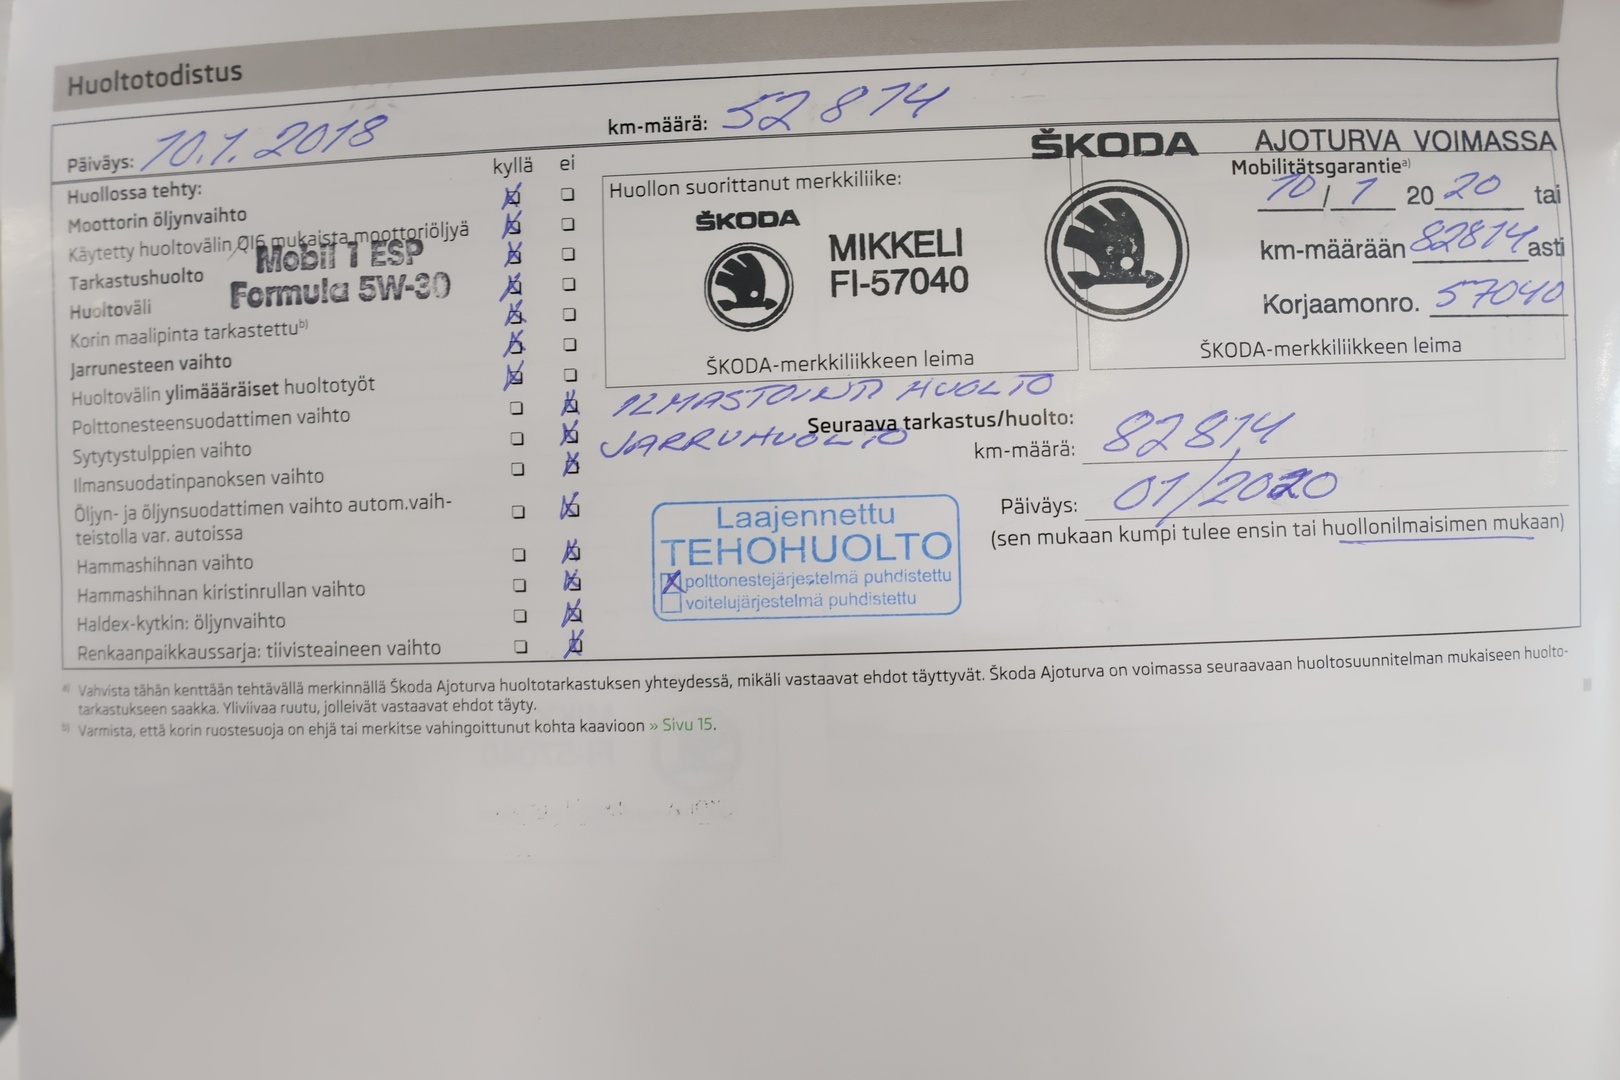 Huoltotodistus
Päiväys: 10.1.2018
km-määrä: 52 814
kyllä ei
Huollossa tehty:
Moottorin öljynvaihto
Käytetty huoltovälin QI6 mukaista moottoriöljyä
Mobil 1 ESP
Formula 5W-30
Tarkastushuolto
Huoltoväli
Korin maalipinta tarkastettu b)
Jarrunesteen vaihto
Huoltovälin ylimääräiset huoltotyöt
Polttonesteensuodattimen vaihto
Sytytystulppien vaihto
Ilmansuodatinpanoksen vaihto
Öljyn- ja öljynsuodattimen vaihto autom.vaih-
teistolla var. autoissa
Hammashihnan vaihto
Hammashihnan kiristinrullan vaihto
Haldex-kytkin: öljynvaihto
Renkaanpaikkaussarja: tiivisteaineen vaihto
Huollon suorittanut merkkiliike:
ŠKODA
MIKKELI
FI-57040
ŠKODA-merkkiliikkeen leima
ŠKODA AJOTURVA VOIMASSA
Mobilitätsgarantie a)
10/1 2020 tai
km-määrään 82814 asti
Korjaamonro. 57040
ŠKODA-merkkiliikkeen leima
ILMASTOINTI HUOLTO
JARRUHUOLTO
Seuraava tarkastus/huolto:
km-määrä: 82814
Päiväys: 01/2020
(sen mukaan kumpi tulee ensin tai huollonilmaisimen mukaan)
Laajennettu
TEHOHUOLTO
polttonestejärjestelmä puhdistettu
voitelujärjestelmä puhdistettu
a) Vahvista tähän kenttään tehtävällä merkinnällä Škoda Ajoturva huoltotarkastuksen yhteydessä, mikäli vastaavat ehdot täyttyvät. Škoda Ajoturva on voimassa seuraavaan huoltosuunnitelman mukaiseen huolto-
tarkastukseen saakka. Yliviivaa ruutu, jolleivät vastaavat ehdot täyty.
b) Varmista, että korin ruostesuoja on ehjä tai merkitse vahingoittunut kohta kaavioon » Sivu 15.